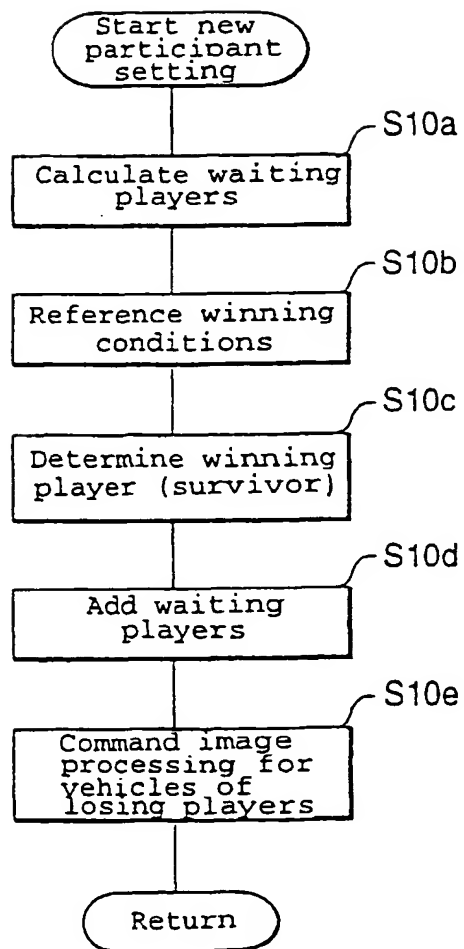 Start new
participant
setting
S10a
Calculate waiting
players
S10b
Reference winning
conditions
S10c
Determine winning
player (survivor)
S10d
Add waiting
players
S10e
Command image
processing for
vehicles of
losing players
Return